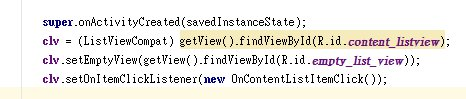 super.onActivityCreated(savedInstanceState);
clv = (ListViewCompat) getView().findViewById(R.id.content_listview);
clv.setEmptyView(getView().findViewById(R.id.empty_list_view));
clv.setOnItemClickListener(new OnContentListItemClick());